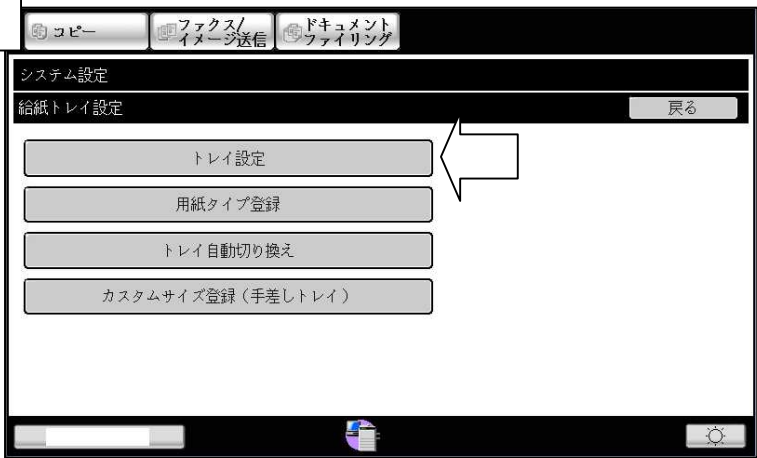 コピー
ファクス/
イメージ送信
ドキュメント
ファイリング
システム設定
給紙トレイ設定
戻る
トレイ設定
用紙タイプ登録
トレイ自動切り換え
カスタムサイズ登録(手差しトレイ)